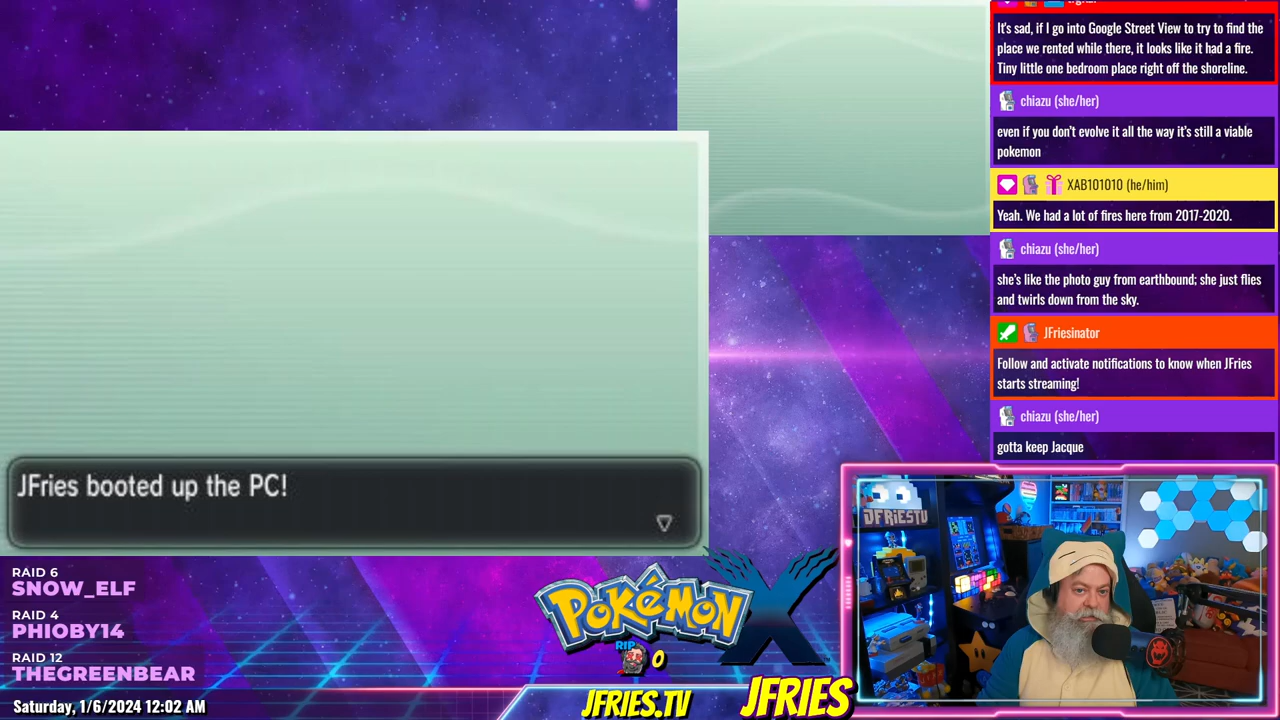 It's sad, if I go into Google Street View to try to find the
place we rented while there, it looks like it had a fire.
Tiny little one bedroom place right off the shoreline.
chiazu (she/her)
even if you don't evolve it all the way it's still a viable
pokemon
XAB101010 (he/him)
Yeah. We had a lot of fires here from 2017-2020.
chiazu (she/her)
she's like the photo guy from earthbound; she just flies
and twirls down from the sky.
JFriesinator
Follow and activate notifications to know when JFries
starts streaming!
chiazu (she/her)
gotta keep Jacque
JFries booted up the PC!
RAID 6
SNOW_ELF
RAID 4
PHIOBY14
RAID 12
THEGREENBEAR
Saturday, 1/6/2024 12:02 AM
POKéMON X
RIP
0
JFRIES.TV
JFRIES
JFRIESTV